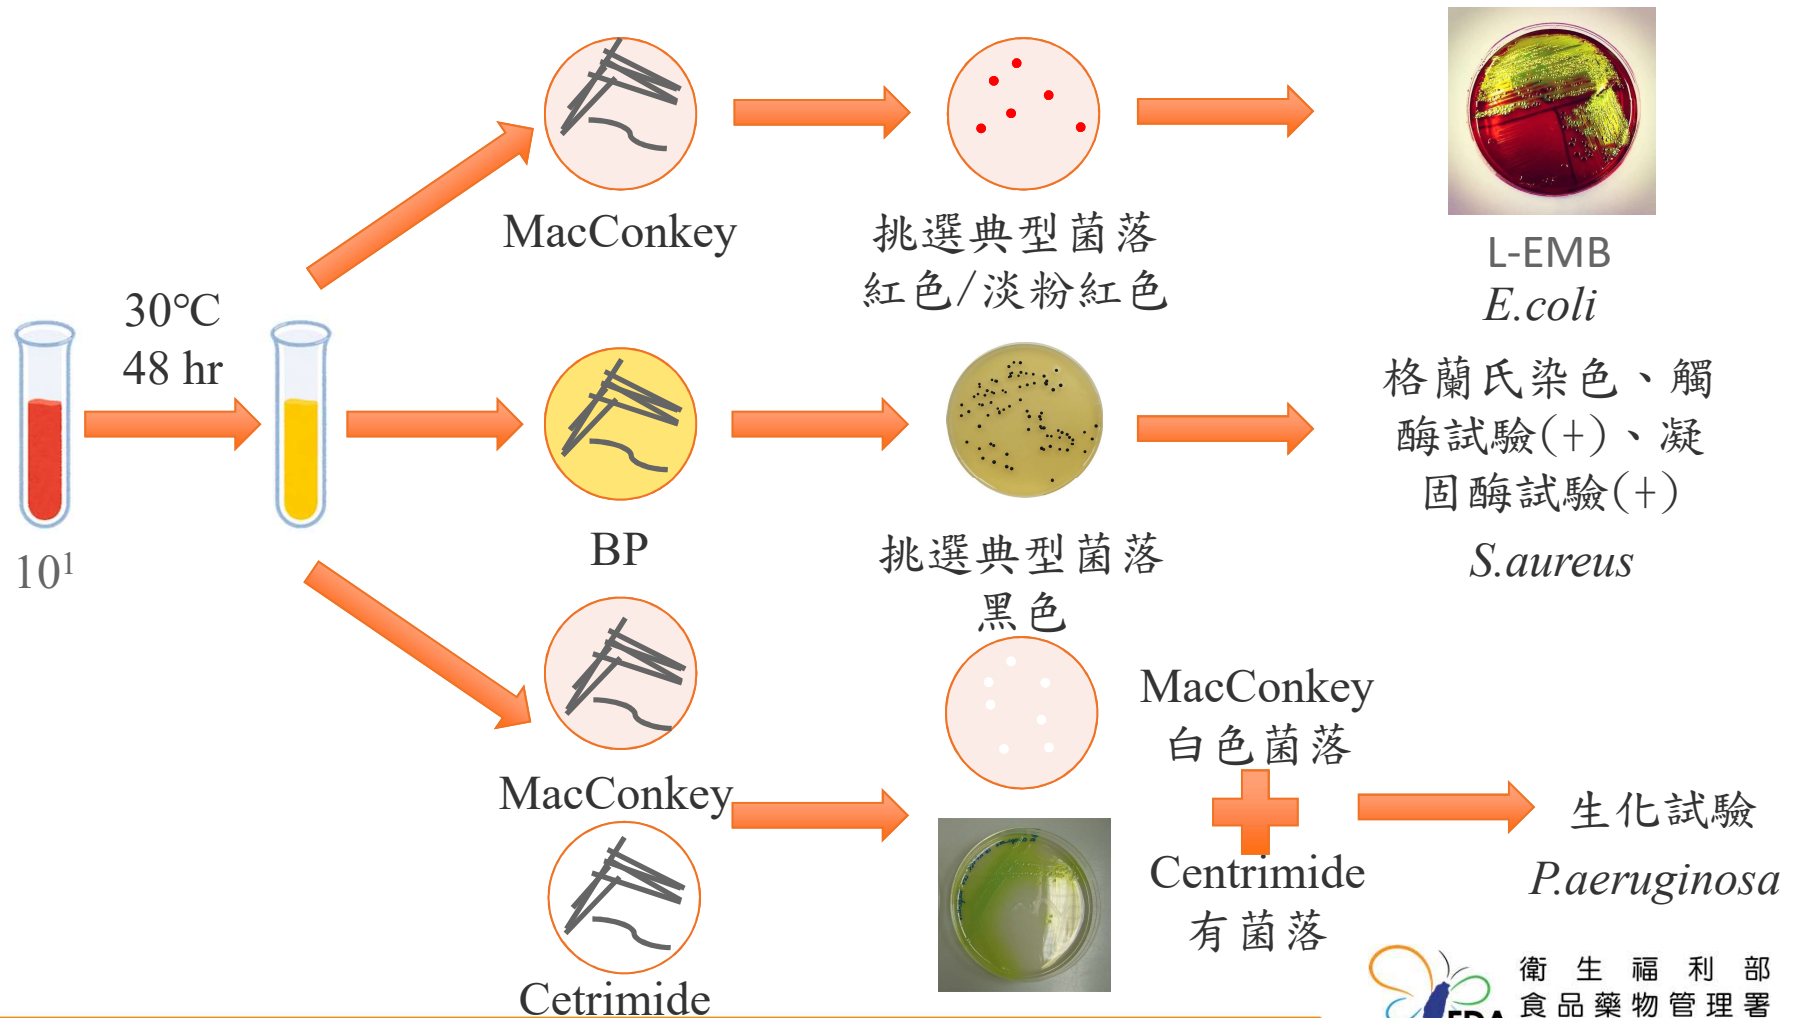 MacConkey
挑選典型菌落
紅色/淡粉紅色
L-EMB
E.coli
30°C
48 hr
10¹
BP
挑選典型菌落
黑色
格蘭氏染色、觸
酶試驗(+)、凝
固酶試驗(+)
S.aureus
MacConkey
Cetrimide
MacConkey
白色菌落
Centrimide
有菌落
生化試驗
P.aeruginosa
衛生福利部
FDA 食品藥物管理署